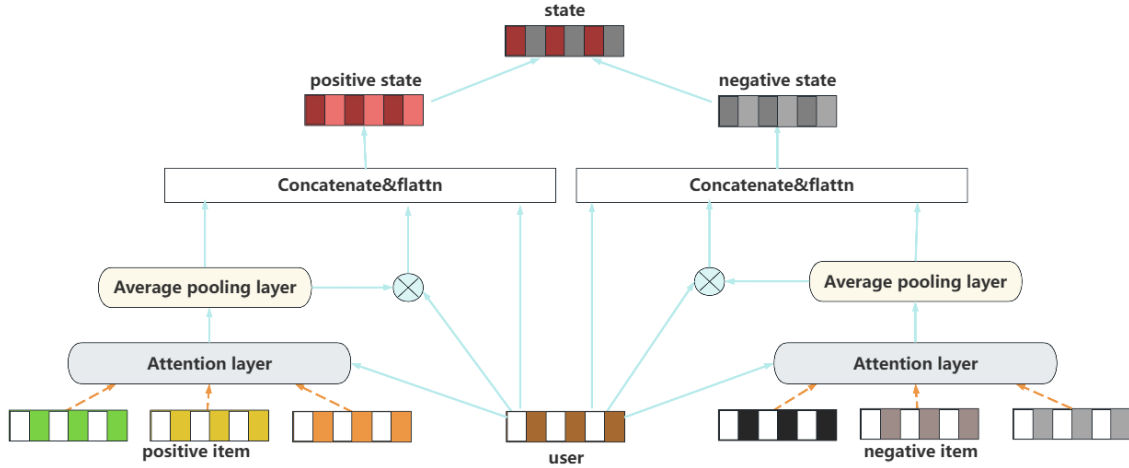 state
positive state
negative state
Concatenate&flattn
Concatenate&flattn
Average pooling layer
Average pooling layer
Attention layer
Attention layer
positive item
user
negative item